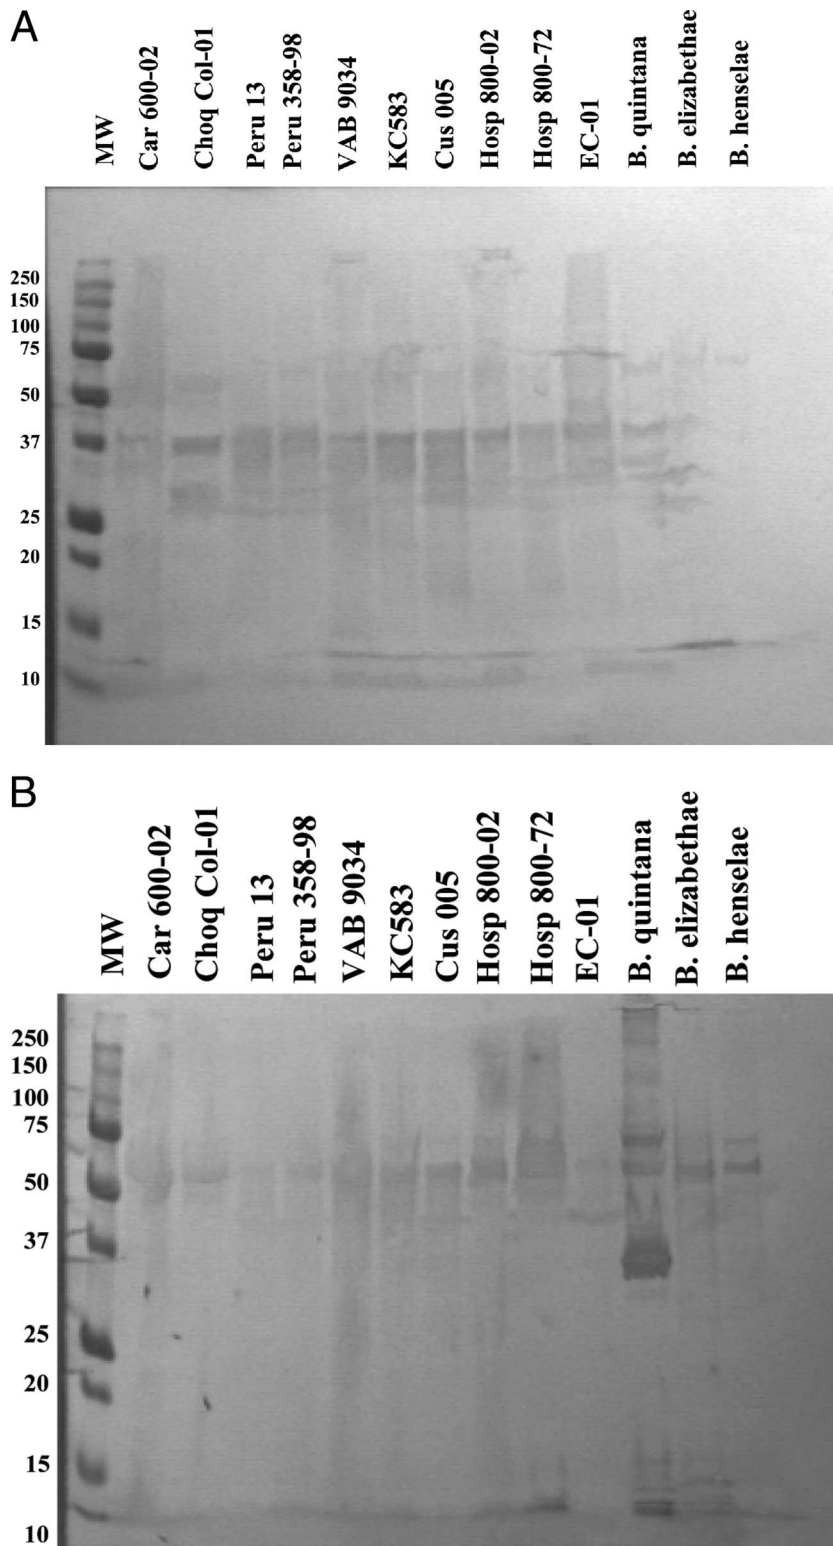 A
MW
Car 600-02
Choq Col-01
Peru 13
Peru 358-98
VAB 9034
KC583
Cus 005
Hosp 800-02
Hosp 800-72
EC-01
B. quintana
B. elizabethae
B. henselae
250
150
100
75
50
37
25
20
15
10
B
MW
Car 600-02
Choq Col-01
Peru 13
Peru 358-98
VAB 9034
KC583
Cus 005
Hosp 800-02
Hosp 800-72
EC-01
B. quintana
B. elizabethae
B. henselae
250
150
100
75
50
37
25
20
15
10